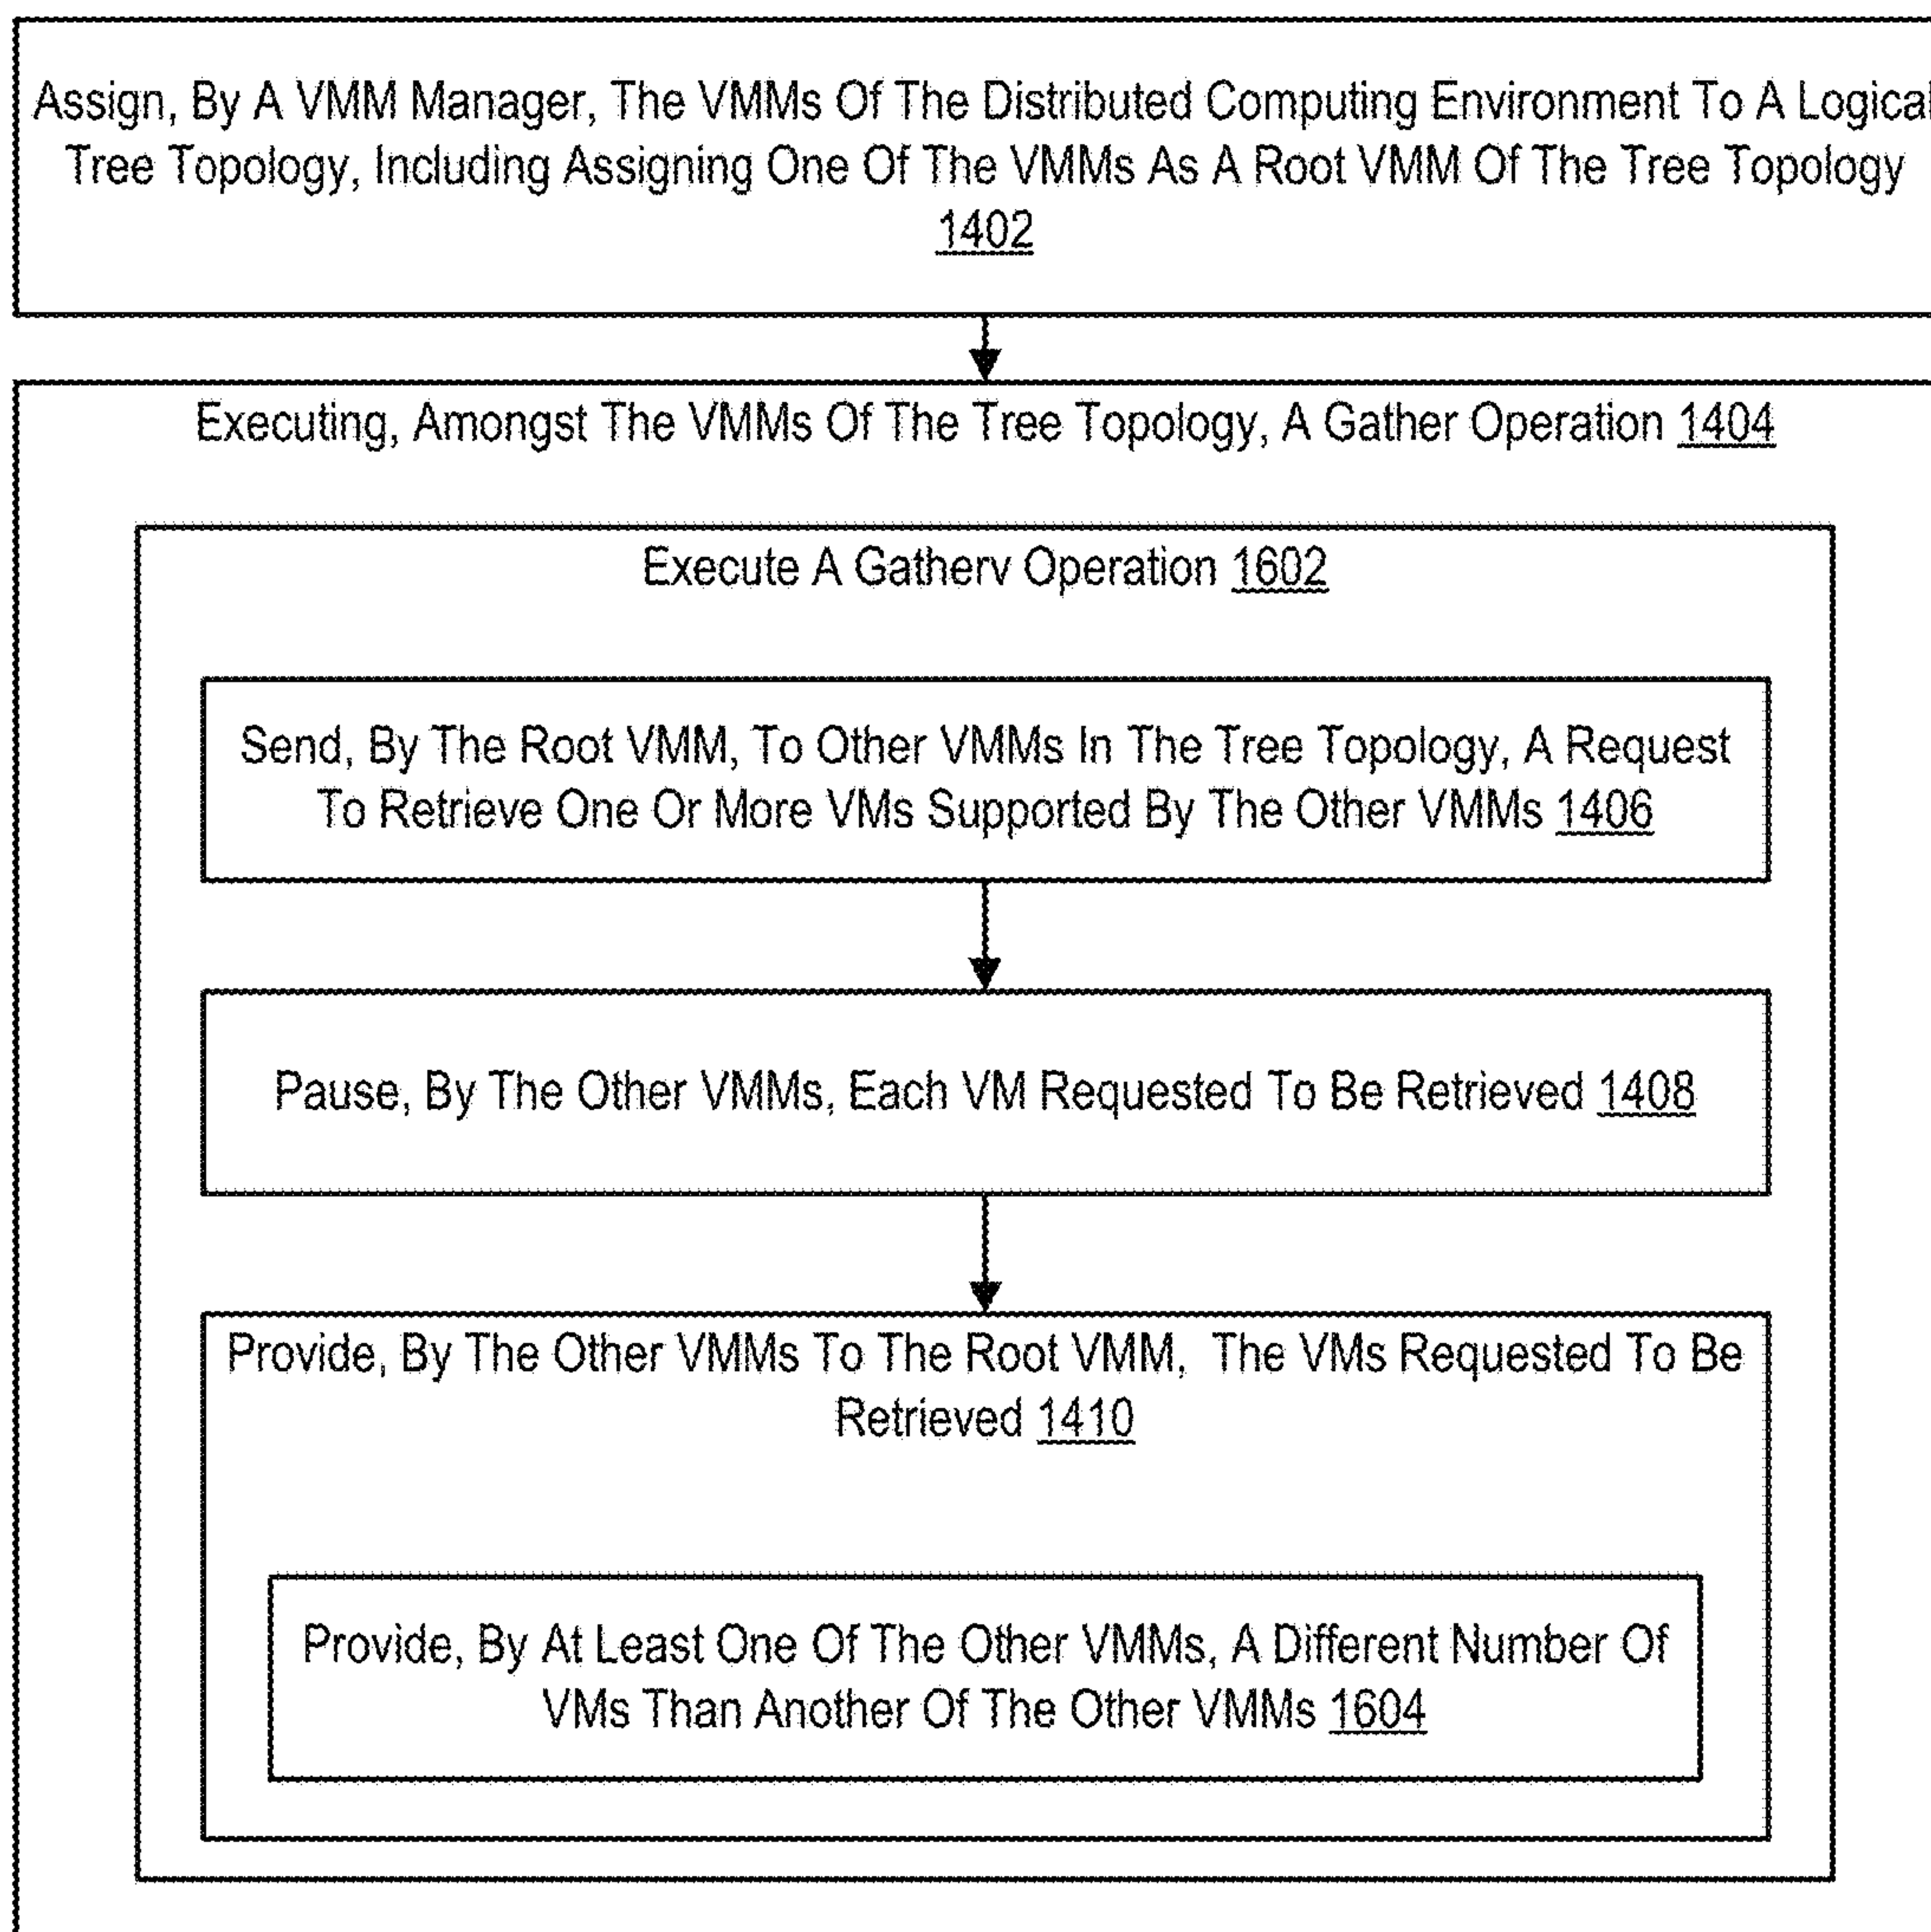 Assign, By A VMM Manager, The VMMs Of The Distributed Computing Environment To A Logical
Tree Topology, Including Assigning One Of The VMMs As A Root VMM Of The Tree Topology
1402
Executing, Amongst The VMMs Of The Tree Topology, A Gather Operation 1404
Execute A Gatherv Operation 1602
Send, By The Root VMM, To Other VMMs In The Tree Topology, A Request
To Retrieve One Or More VMs Supported By The Other VMMs 1406
Pause, By The Other VMMs, Each VM Requested To Be Retrieved 1408
Provide, By The Other VMMs To The Root VMM, The VMs Requested To Be
Retrieved 1410
Provide, By At Least One Of The Other VMMs, A Different Number Of
VMs Than Another Of The Other VMMs 1604